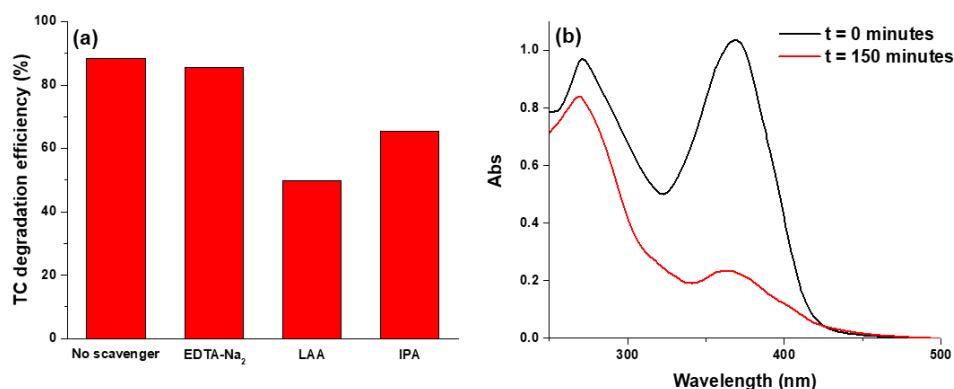 (a)
TC degradation efficiency (%)
100
80
60
40
20
0
No scavenger EDTA-Na₂ LAA IPA
(b)
t = 0 minutes
t = 150 minutes
Abs
1.0
0.8
0.6
0.4
0.2
0.0
300 400 500
Wavelength (nm)